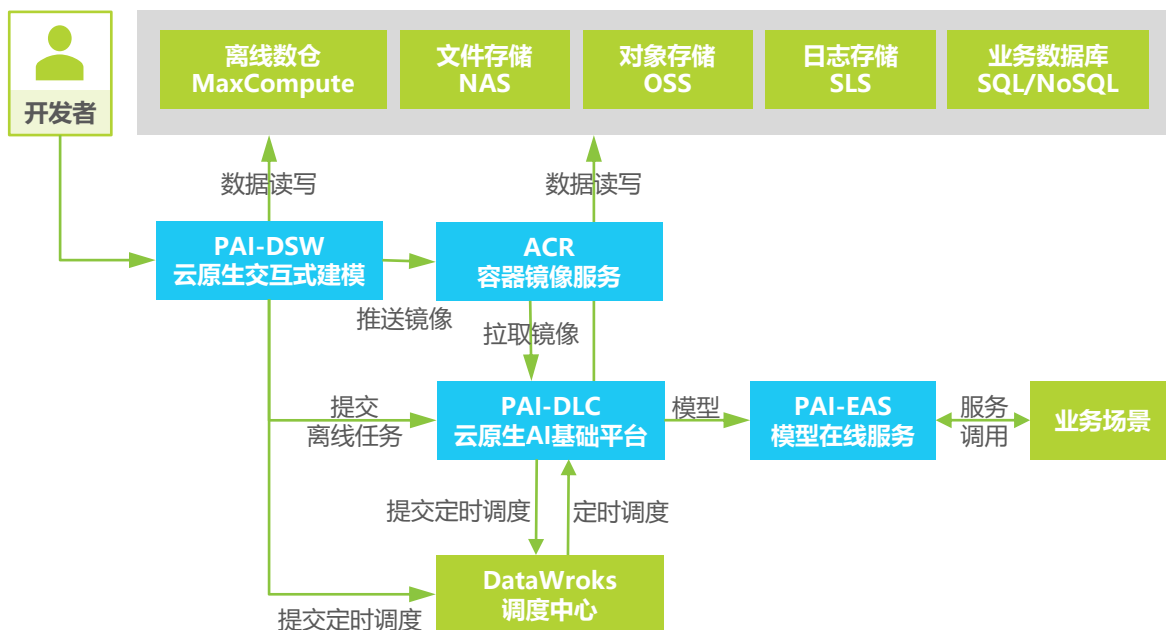 开发者
离线数仓
MaxCompute
文件存储
NAS
对象存储
OSS
日志存储
SLS
业务数据库
SQL/NoSQL
数据读写
数据读写
PAI-DSW
云原生交互式建模
ACR
容器镜像服务
推送镜像
拉取镜像
提交
离线任务
PAI-DLC
云原生AI基础平台
模型
PAI-EAS
模型在线服务
服务
调用
业务场景
提交定时调度
定时调度
DataWroks
调度中心
提交定时调度